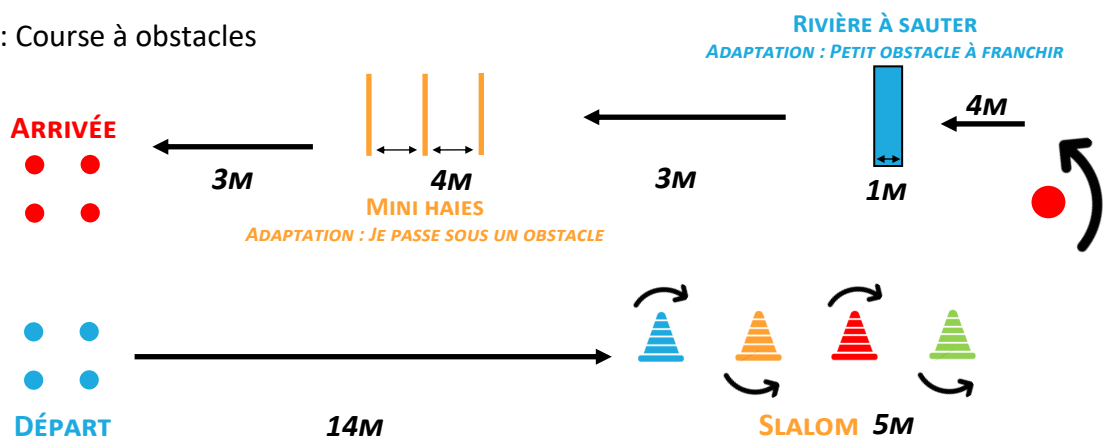 : Course à obstacles
RIVIÈRE À SAUTER
ADAPTATION : PETIT OBSTACLE À FRANCHIR
4M
ARRIVÉE
3M
4M
3M
1M
MINI HAIES
ADAPTATION : JE PASSE SOUS UN OBSTACLE
DÉPART
14M
SLALOM 5M